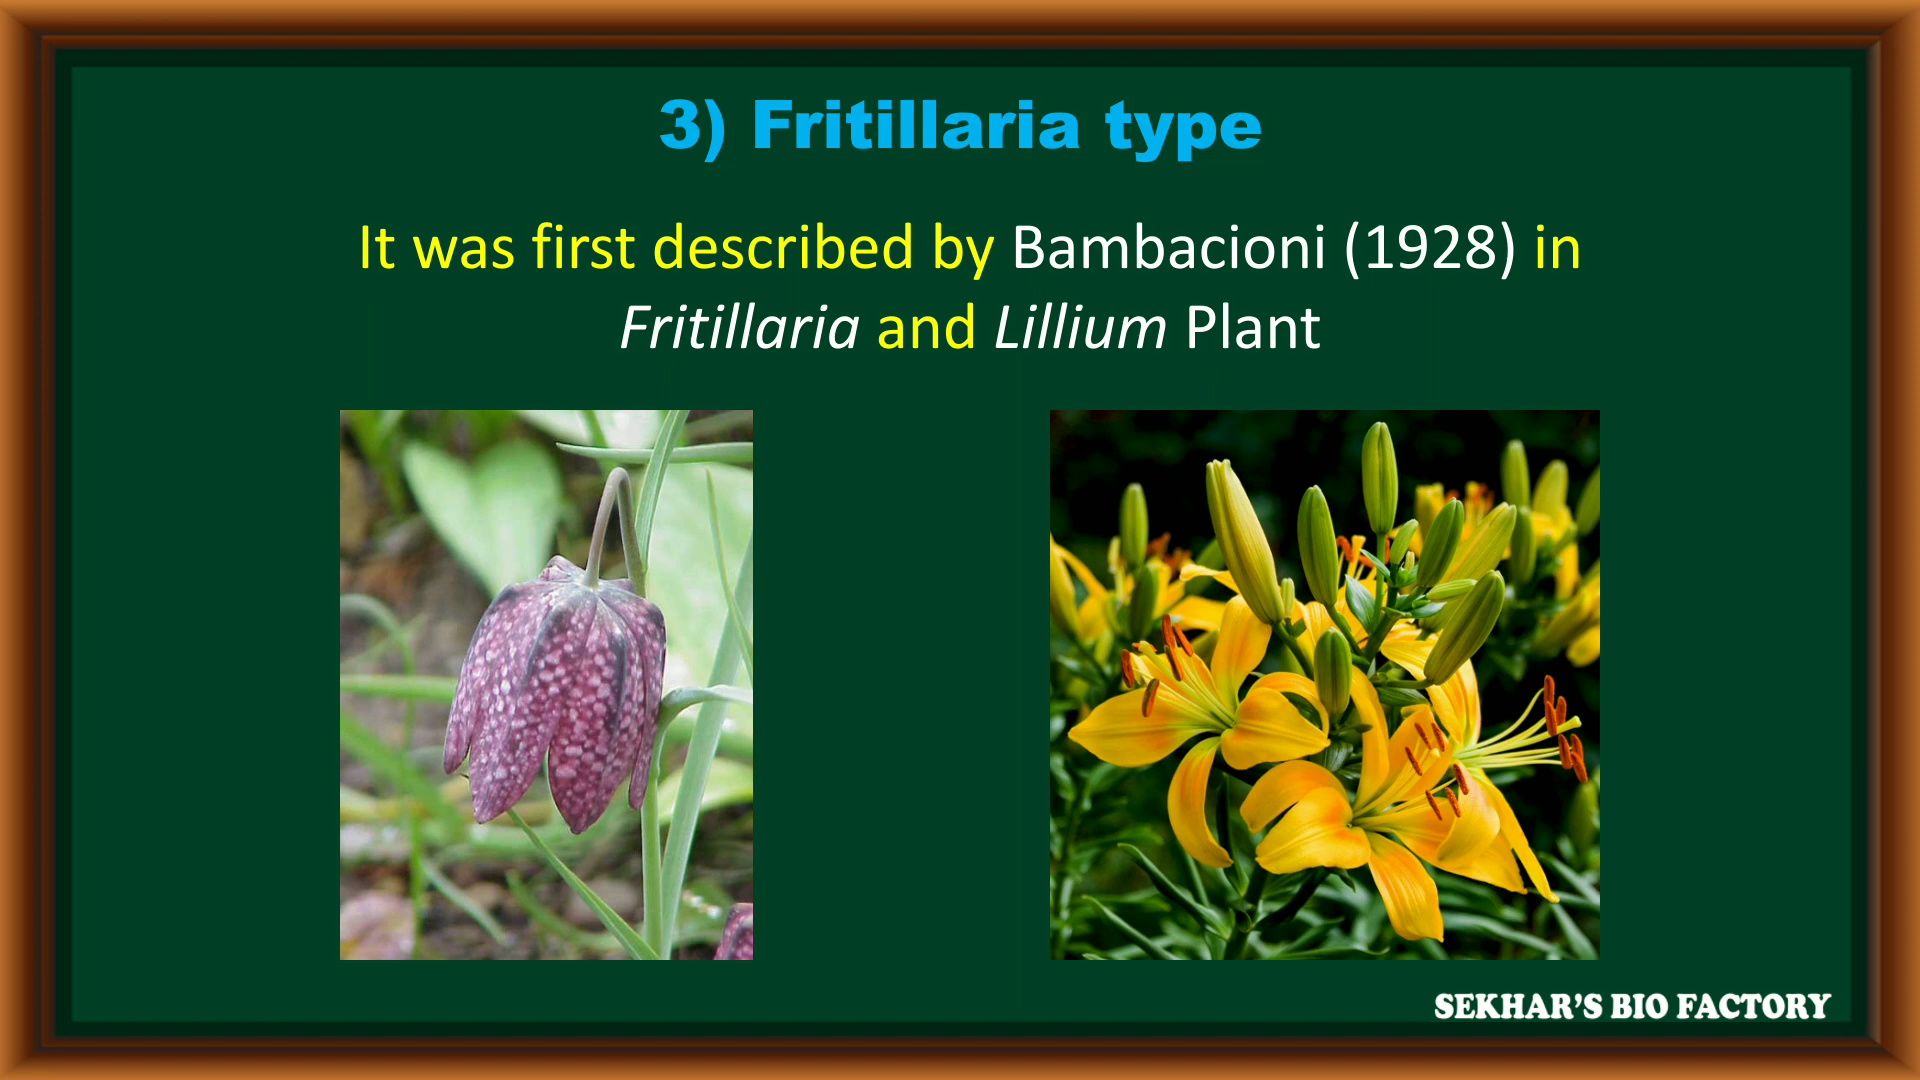 3) Fritillaria type
It was first described by Bambacioni (1928) in
Fritillaria and Lillium Plant
SEKHAR'S BIO FACTORY